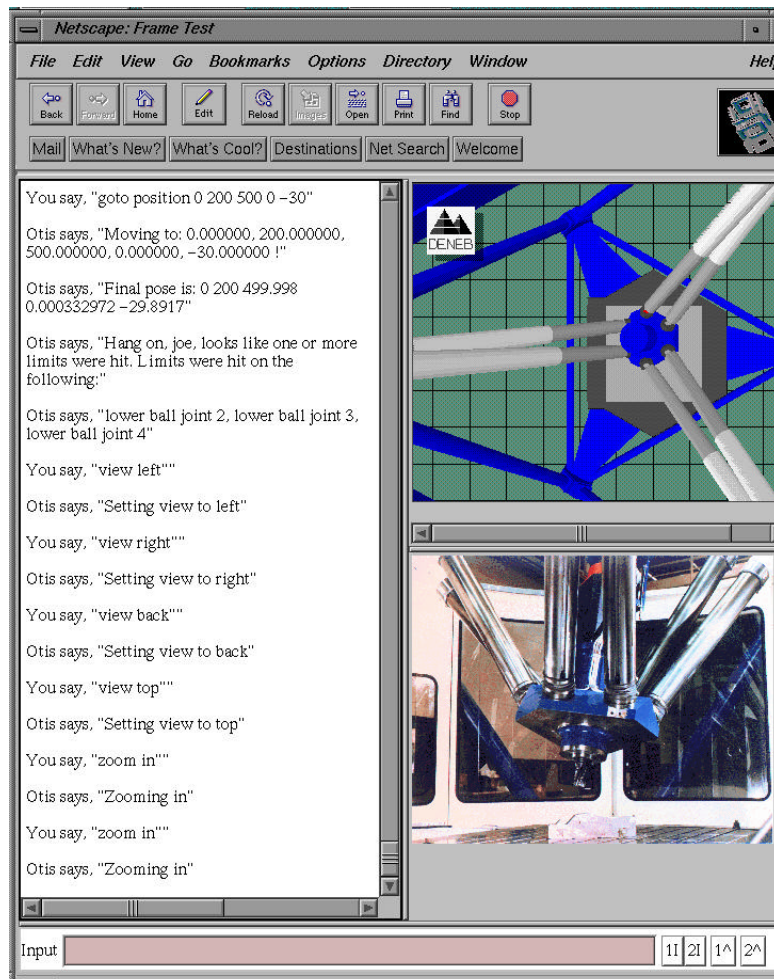 Netscape: Frame Test
File Edit View Go Bookmarks Options Directory Window Help
Back Forward Home Edit Reload Images Open Print Find Stop
Mail What's New? What's Cool? Destinations Net Search Welcome
You say, "goto position 0 200 500 0 -30"
Otis says, "Moving to: 0.000000, 200.000000,
500.000000, 0.000000, -30.000000 !"
Otis says, "Final pose is: 0 200 499.998
0.000332972 -29.8917"
Otis says, "Hang on, joe, looks like one or more
limits were hit. Limits were hit on the
following:"
Otis says, "lower ball joint 2, lower ball joint 3,
lower ball joint 4"
You say, "view left""
Otis says, "Setting view to left"
You say, "view right""
Otis says, "Setting view to right"
You say, "view back""
Otis says, "Setting view to back"
You say, "view top""
Otis says, "Setting view to top"
You say, "zoom in""
Otis says, "Zooming in"
You say, "zoom in""
Otis says, "Zooming in"
DENEB
Input 1I 2I 1^ 2^